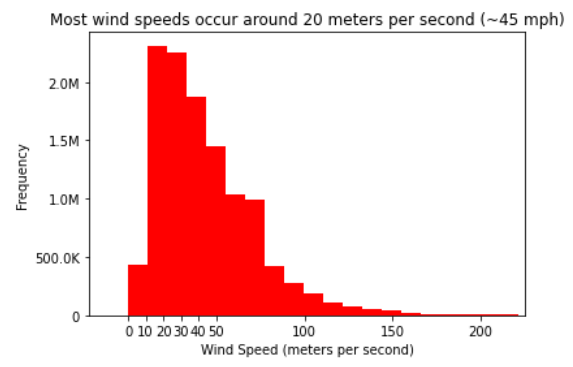 Most wind speeds occur around 20 meters per second (~45 mph)
2.0M
1.5M
1.0M
500.0K
0
Frequency
0 10 20 30 40 50 100 150 200
Wind Speed (meters per second)